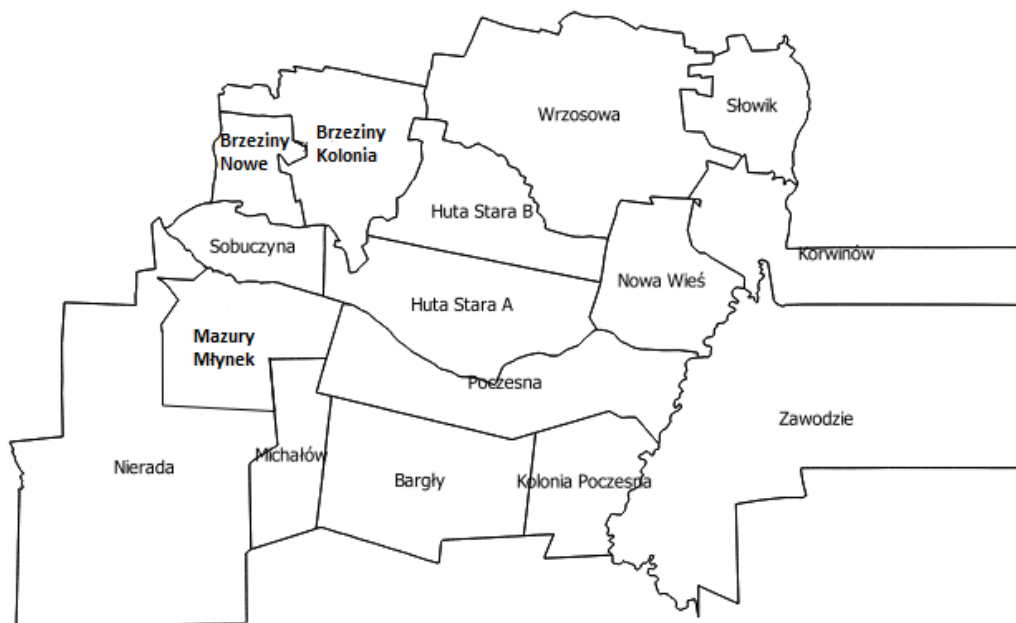 Wrzosowa
Słowik
Brzeziny
Nowe
Brzeziny
Kolonia
Huta Stara B
Sobuczyna
Korwinów
Nowa Wieś
Huta Stara A
Mazury
Młynek
Poczesna
Zawodzie
Nierada
Michałów
Bargły
Kolonia Poczesna